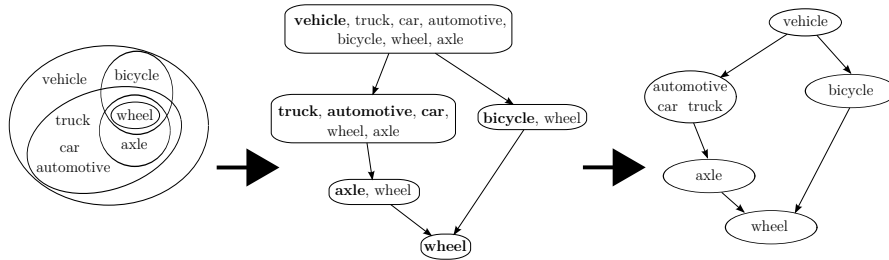 vehicle
bicycle
wheel
truck
axle
car
automotive
vehicle, truck, car, automotive,
bicycle, wheel, axle
truck, automotive, car,
wheel, axle
bicycle, wheel
axle, wheel
wheel
vehicle
automotive
car truck
bicycle
axle
wheel